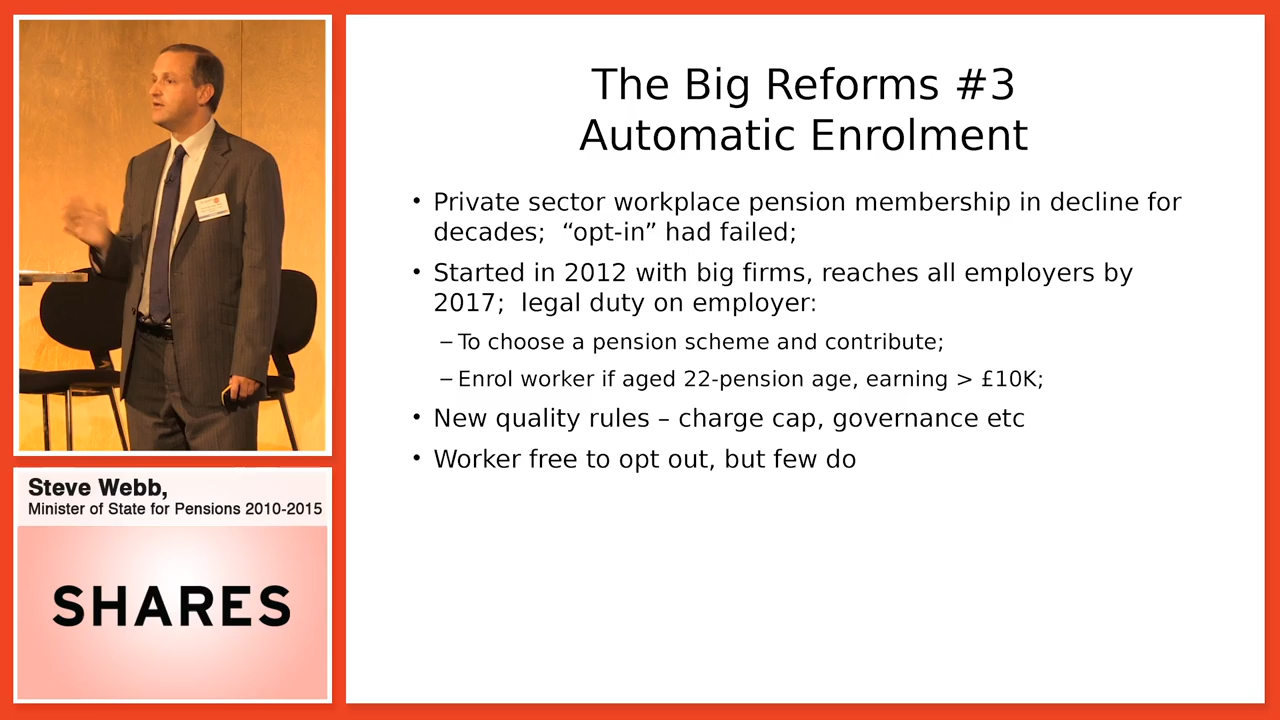 The Big Reforms #3
Automatic Enrolment
• Private sector workplace pension membership in decline for
decades;  “opt-in” had failed;
• Started in 2012 with big firms, reaches all employers by
2017;  legal duty on employer:
– To choose a pension scheme and contribute;
– Enrol worker if aged 22-pension age, earning > £10K;
• New quality rules – charge cap, governance etc
• Worker free to opt out, but few do
Steve Webb,
Minister of State for Pensions 2010-2015
SHARES